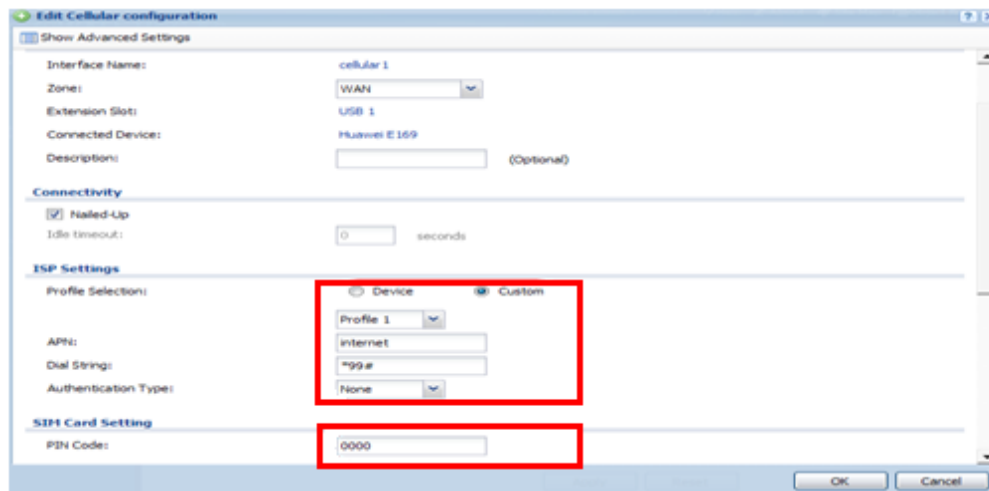 Edit Cellular configuration
Show Advanced Settings
Interface Name: cellular1
Zone: WAN
Extension Slot: USB 1
Connected Device: Huawei E169
Description: (Optional)
Connectivity
Nailed-Up
Idle timeout: 0 seconds
ISP Settings
Profile Selection: Device Custom
Profile 1
APN: internet
Dial String: *99#
Authentication Type: None
SIM Card Setting
PIN Code: 0000
OK Cancel